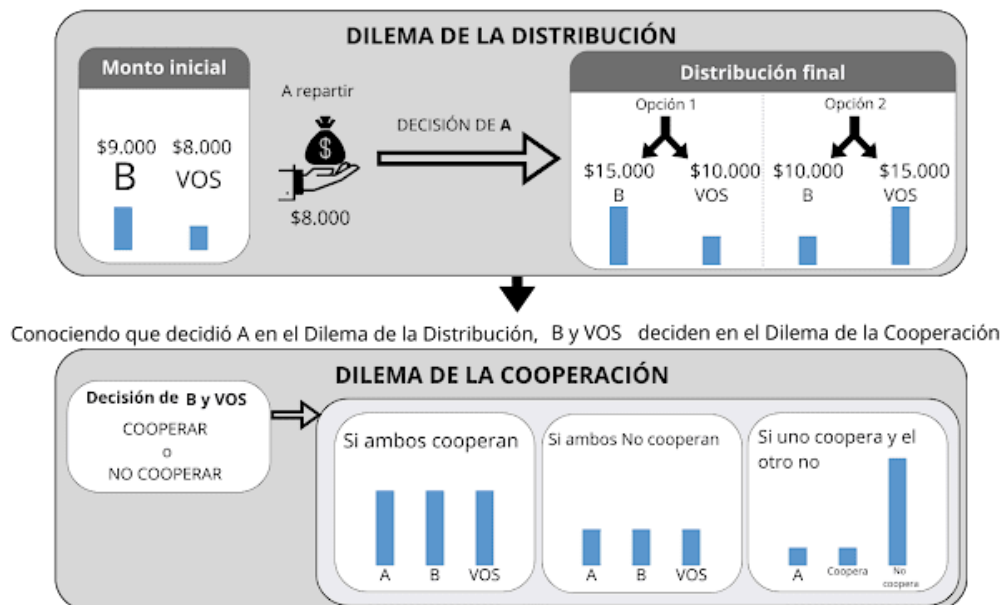 DILEMA DE LA DISTRIBUCIÓN
Monto inicial
$9.000 $8.000
B VOS
A repartir
$
$8.000
DECISIÓN DE A
Distribución final
Opción 1 Opción 2
$15.000 $10.000 $10.000 $15.000
B VOS B VOS
Conociendo que decidió A en el Dilema de la Distribución, B y VOS deciden en el Dilema de la Cooperación
DILEMA DE LA COOPERACIÓN
Decisión de B y VOS
COOPERAR
o
NO COOPERAR
Si ambos cooperan
A B VOS
Si ambos No cooperan
A B VOS
Si uno coopera y el
otro no
A Coopera No
coopera